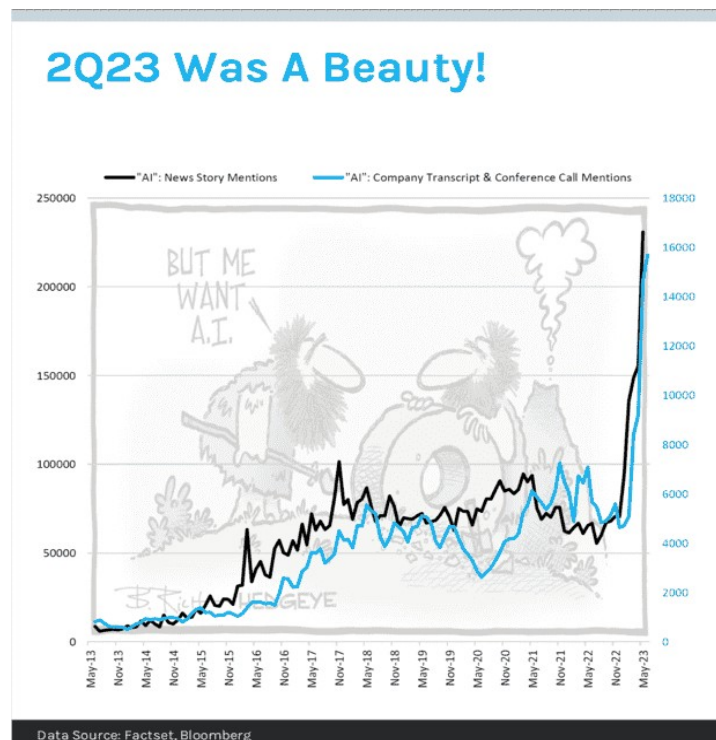 2Q23 Was A Beauty!
"AI": News Story Mentions
"AI": Company Transcript & Conference Call Mentions
250000
200000
150000
100000
50000
0
18000
16000
14000
12000
10000
8000
6000
4000
2000
0
BUT ME
WANT
A.I.
HEDGEYE
May-13
Nov-13
May-14
Nov-14
May-15
Nov-15
May-16
Nov-16
May-17
Nov-17
May-18
Nov-18
May-19
Nov-19
May-20
Nov-20
May-21
Nov-21
May-22
Nov-22
May-23
Data Source: Factset, Bloomberg